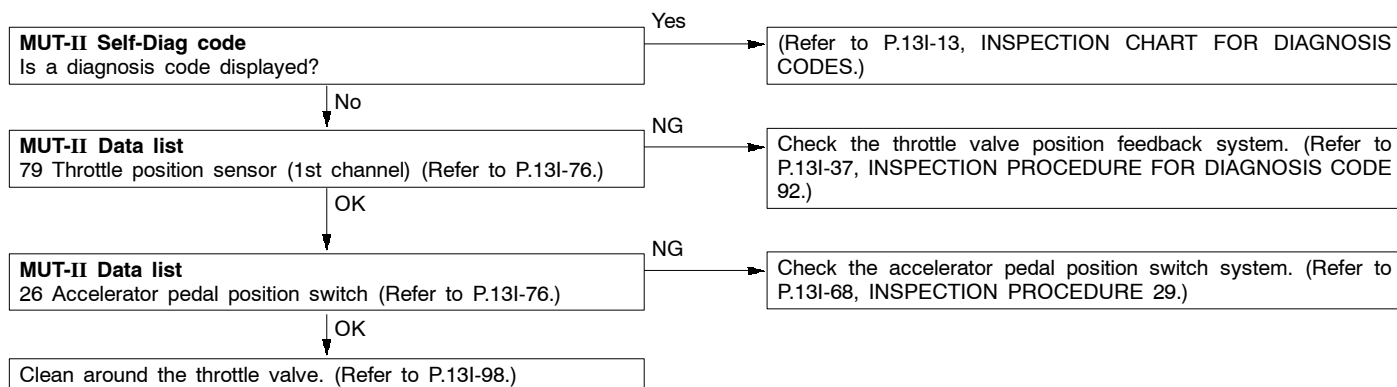 MUT-II Self-Diag code
Is a diagnosis code displayed?
Yes
(Refer to P.13I-13, INSPECTION CHART FOR DIAGNOSIS
CODES.)
No
MUT-II Data list
79 Throttle position sensor (1st channel) (Refer to P.13I-76.)
NG
Check the throttle valve position feedback system. (Refer to
P.13I-37, INSPECTION PROCEDURE FOR DIAGNOSIS CODE
92.)
OK
MUT-II Data list
26 Accelerator pedal position switch (Refer to P.13I-76.)
NG
Check the accelerator pedal position switch system. (Refer to
P.13I-68, INSPECTION PROCEDURE 29.)
OK
Clean around the throttle valve. (Refer to P.13I-98.)